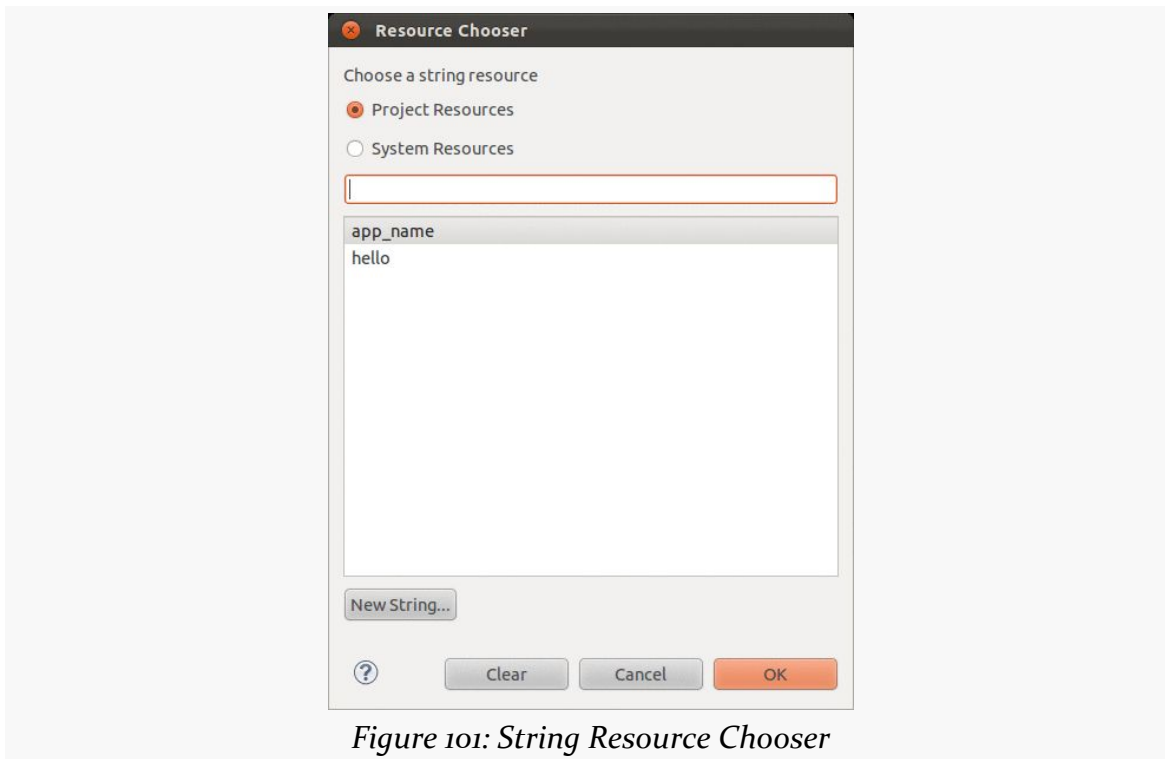 Resource Chooser
Choose a string resource
Project Resources
System Resources
app_name
hello
New String...
?
Clear Cancel OK
Figure 101: String Resource Chooser